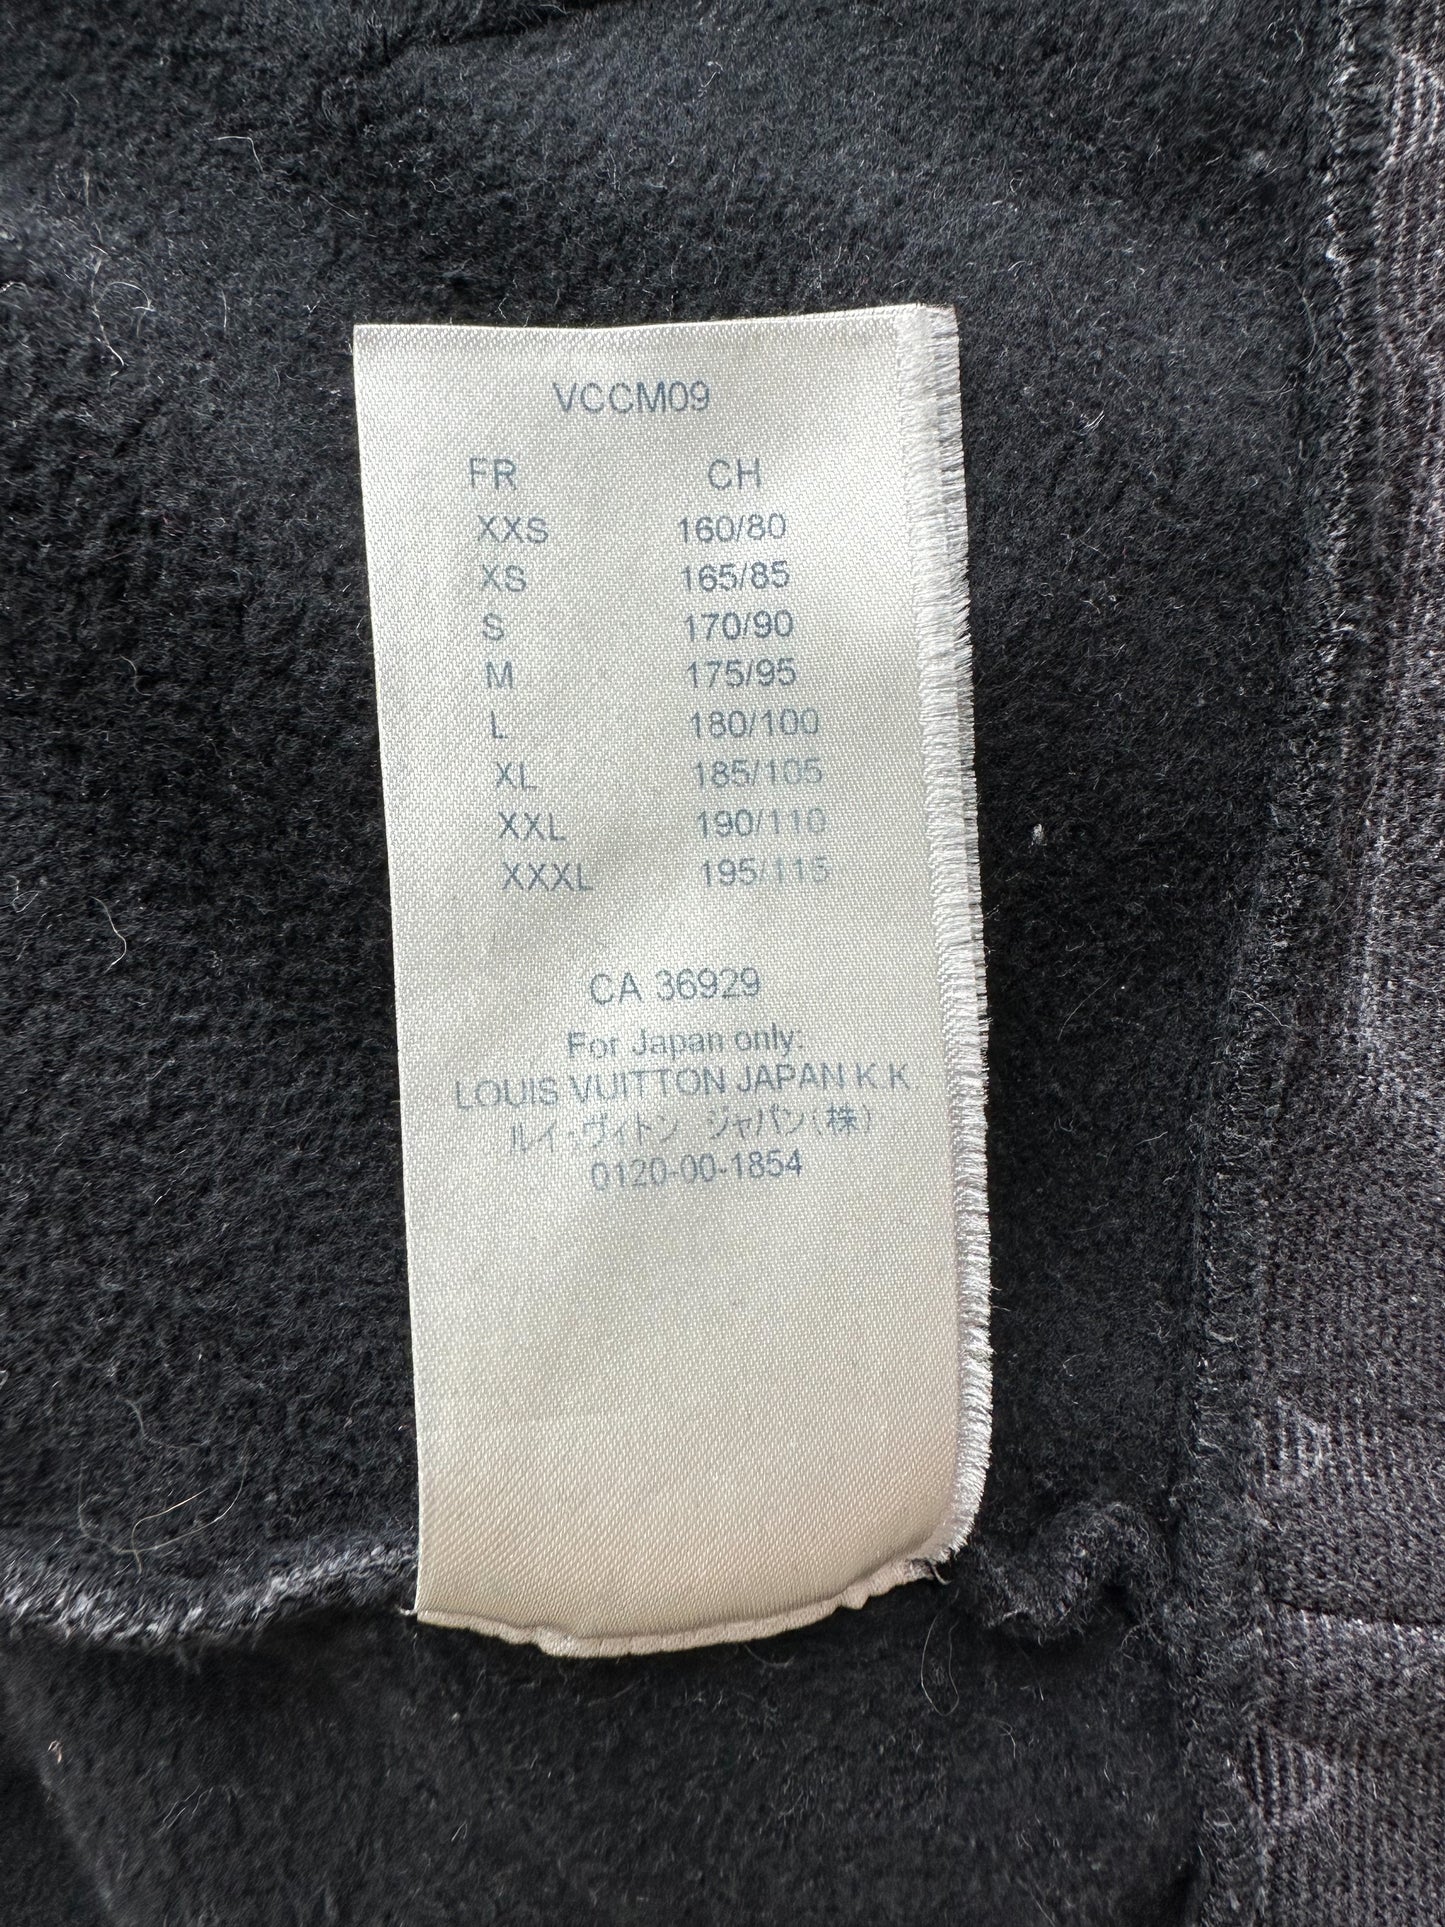 VCCM09
FR CH
XXS 160/80
XS 165/85
S 170/90
M 175/95
L 180/100
XL 185/105
XXL 190/110
XXXL 195/115
CA 36929
For Japan only:
LOUIS VUITTON JAPAN K K
ルイ・ヴィトン ジャパン(株)
0120-00-1854